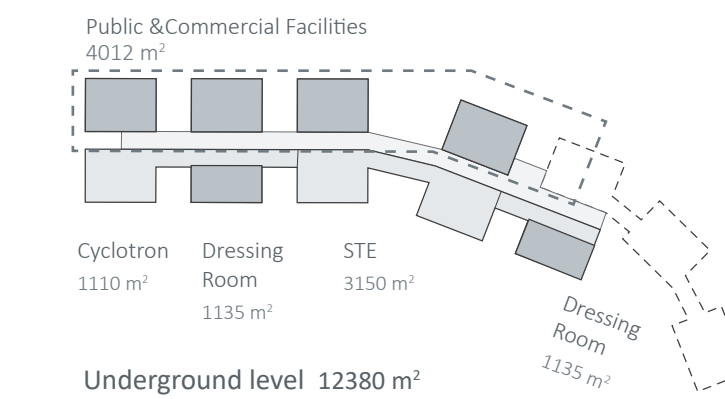 Public &Commercial Facilities
4012 m²
Cyclotron
1110 m²
Dressing
Room
1135 m²
STE
3150 m²
Dressing
Room
1135 m²
Underground level 12380 m²